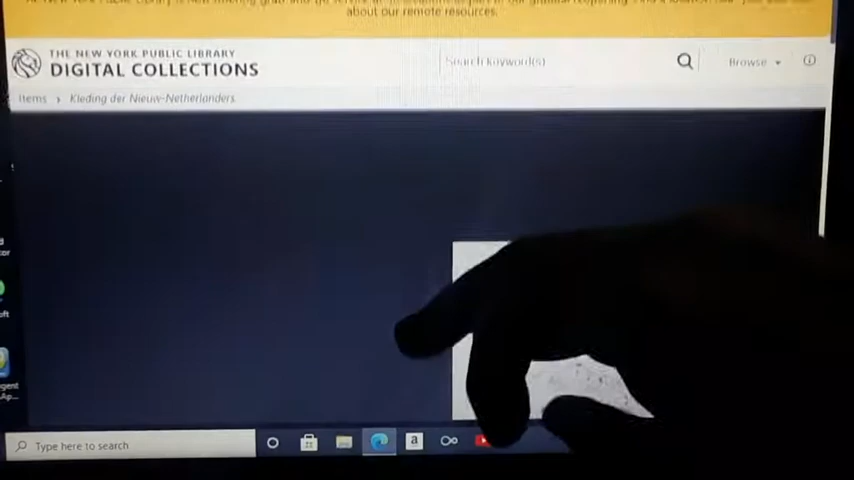 about our remote resources.
THE NEW YORK PUBLIC LIBRARY
DIGITAL COLLECTIONS
Search keyword(s)
Browse
Items > Kleding der Nieuw-Netherlanders
Type here to search
a